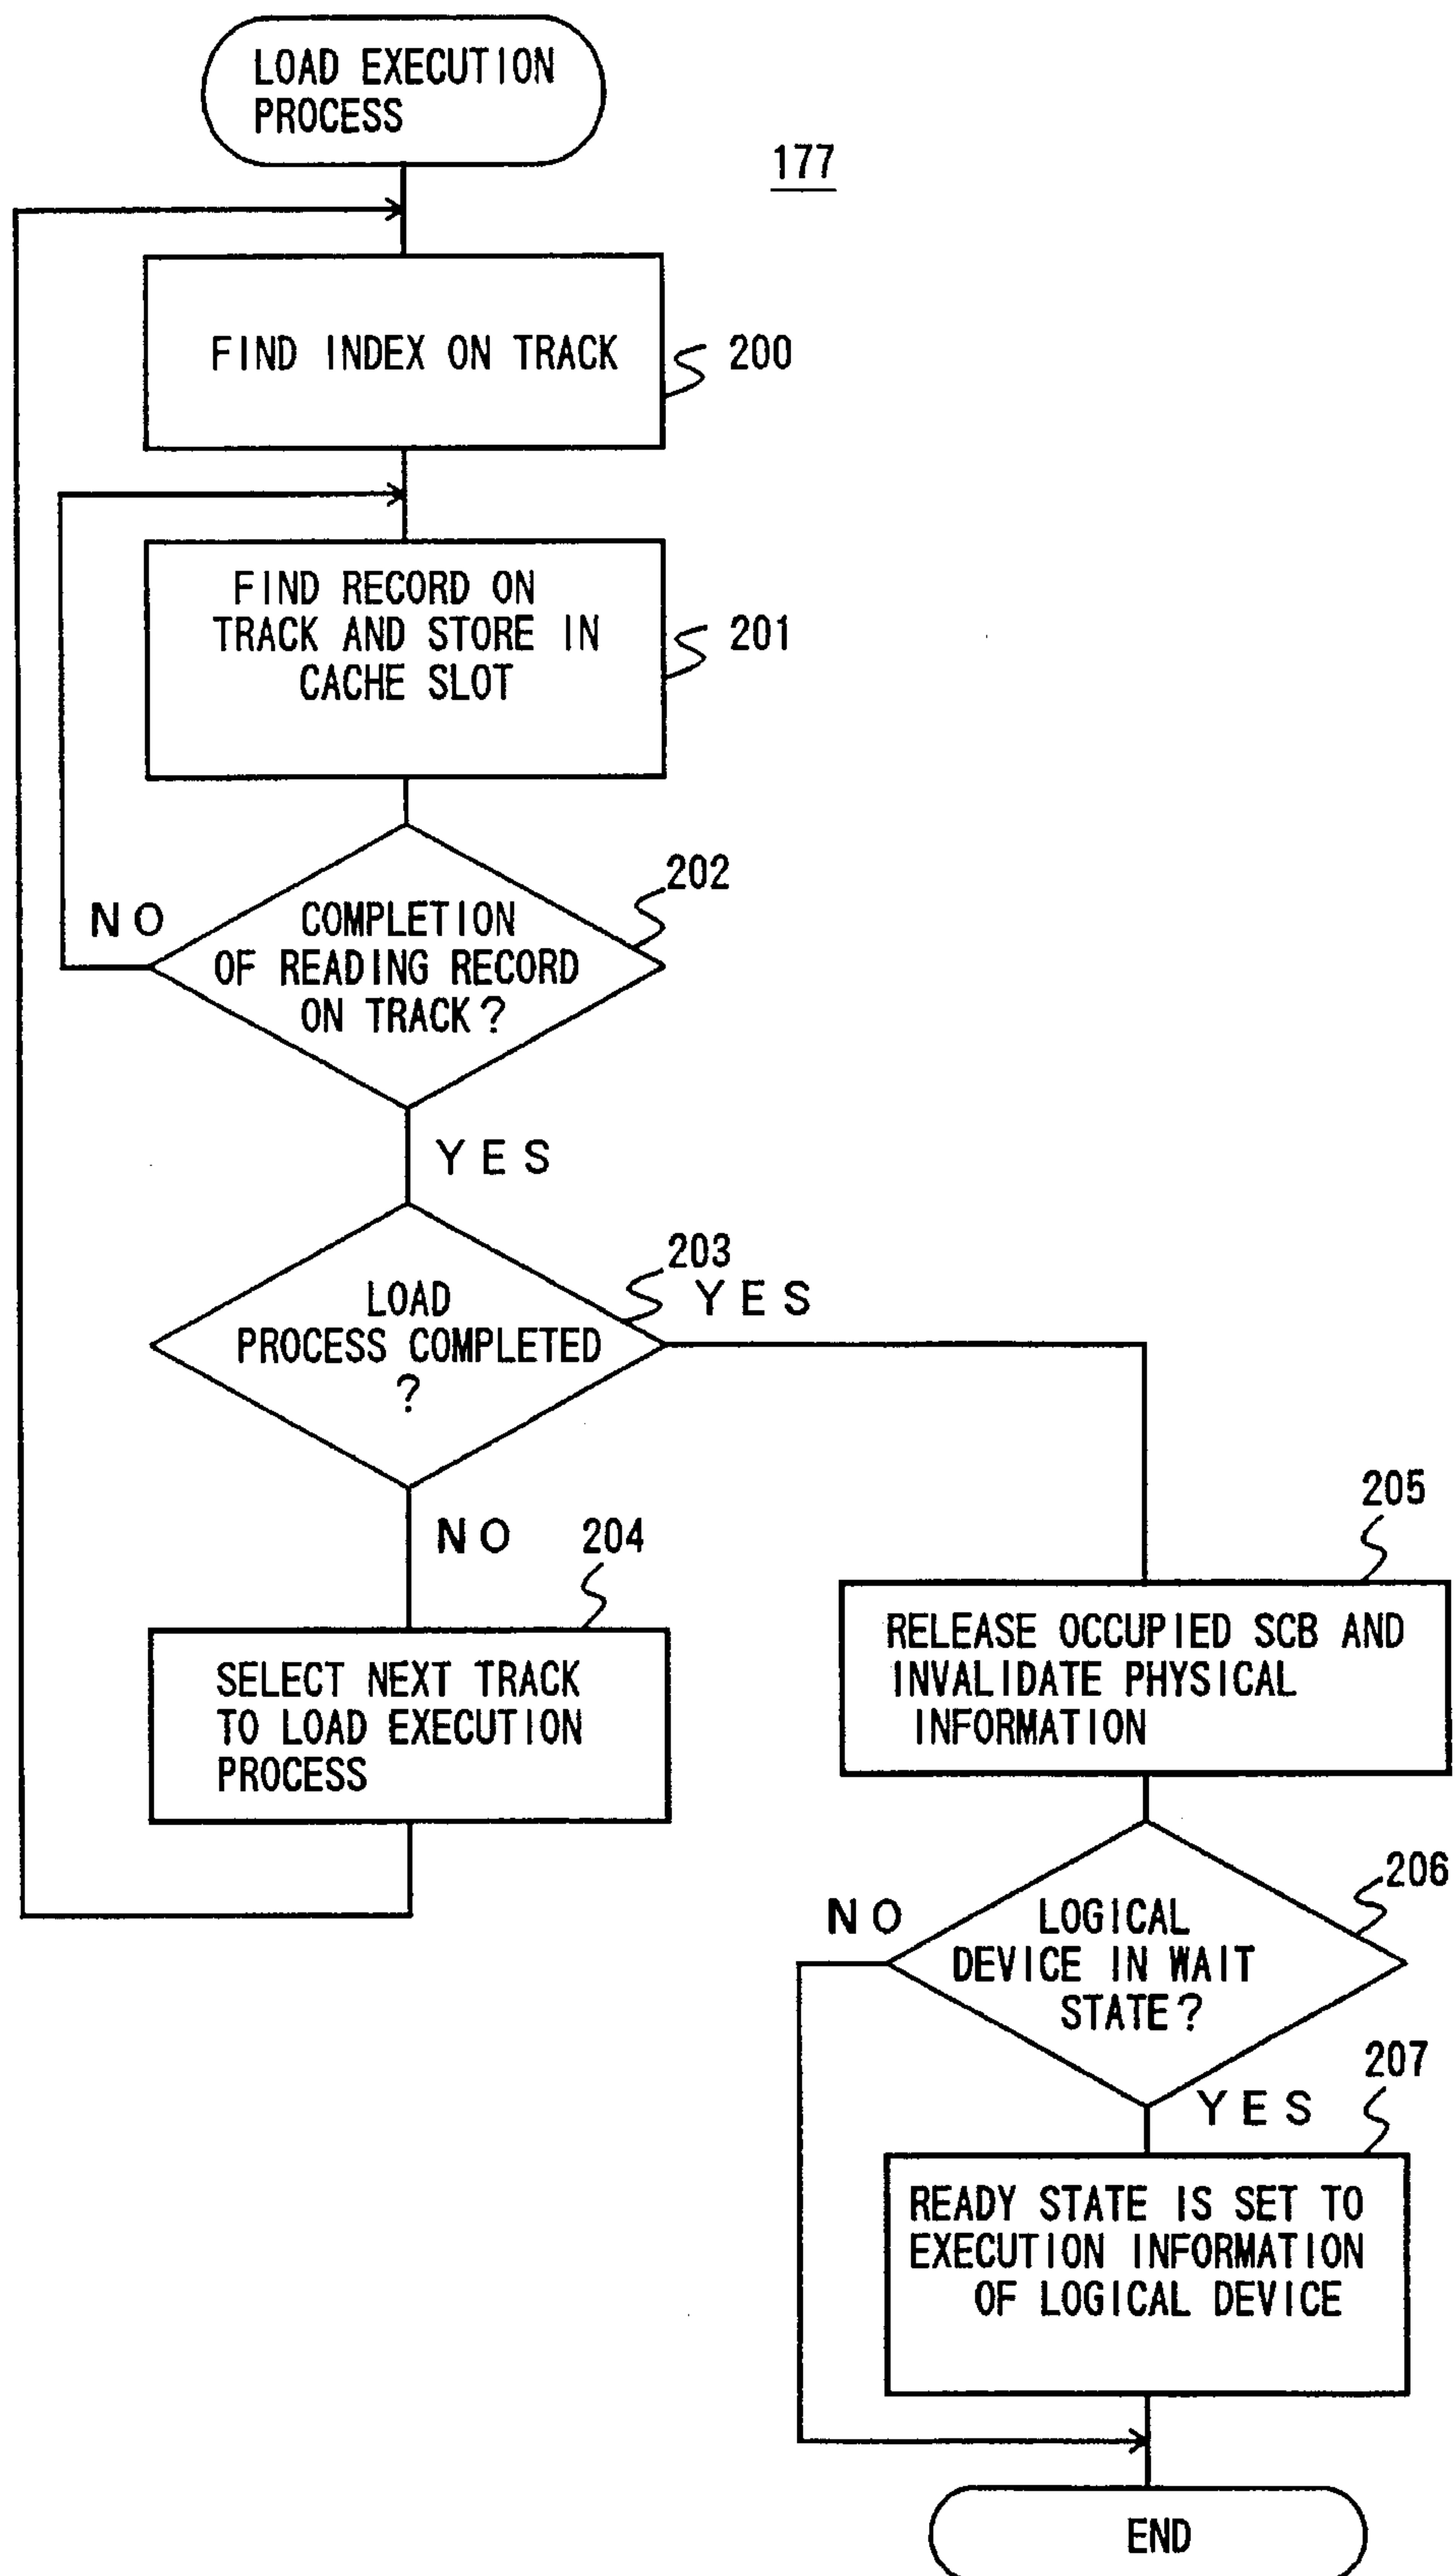 LOAD EXECUTION
PROCESS
177
FIND INDEX ON TRACK
200
FIND RECORD ON
TRACK AND STORE IN
CACHE SLOT
201
202
NO
COMPLETION
OF READING RECORD
ON TRACK?
YES
203
YES
LOAD
PROCESS COMPLETED
?
NO
204
SELECT NEXT TRACK
TO LOAD EXECUTION
PROCESS
205
RELEASE OCCUPIED SCB AND
INVALIDATE PHYSICAL
INFORMATION
206
NO
LOGICAL
DEVICE IN WAIT
STATE?
207
YES
READY STATE IS SET TO
EXECUTION INFORMATION
OF LOGICAL DEVICE
END